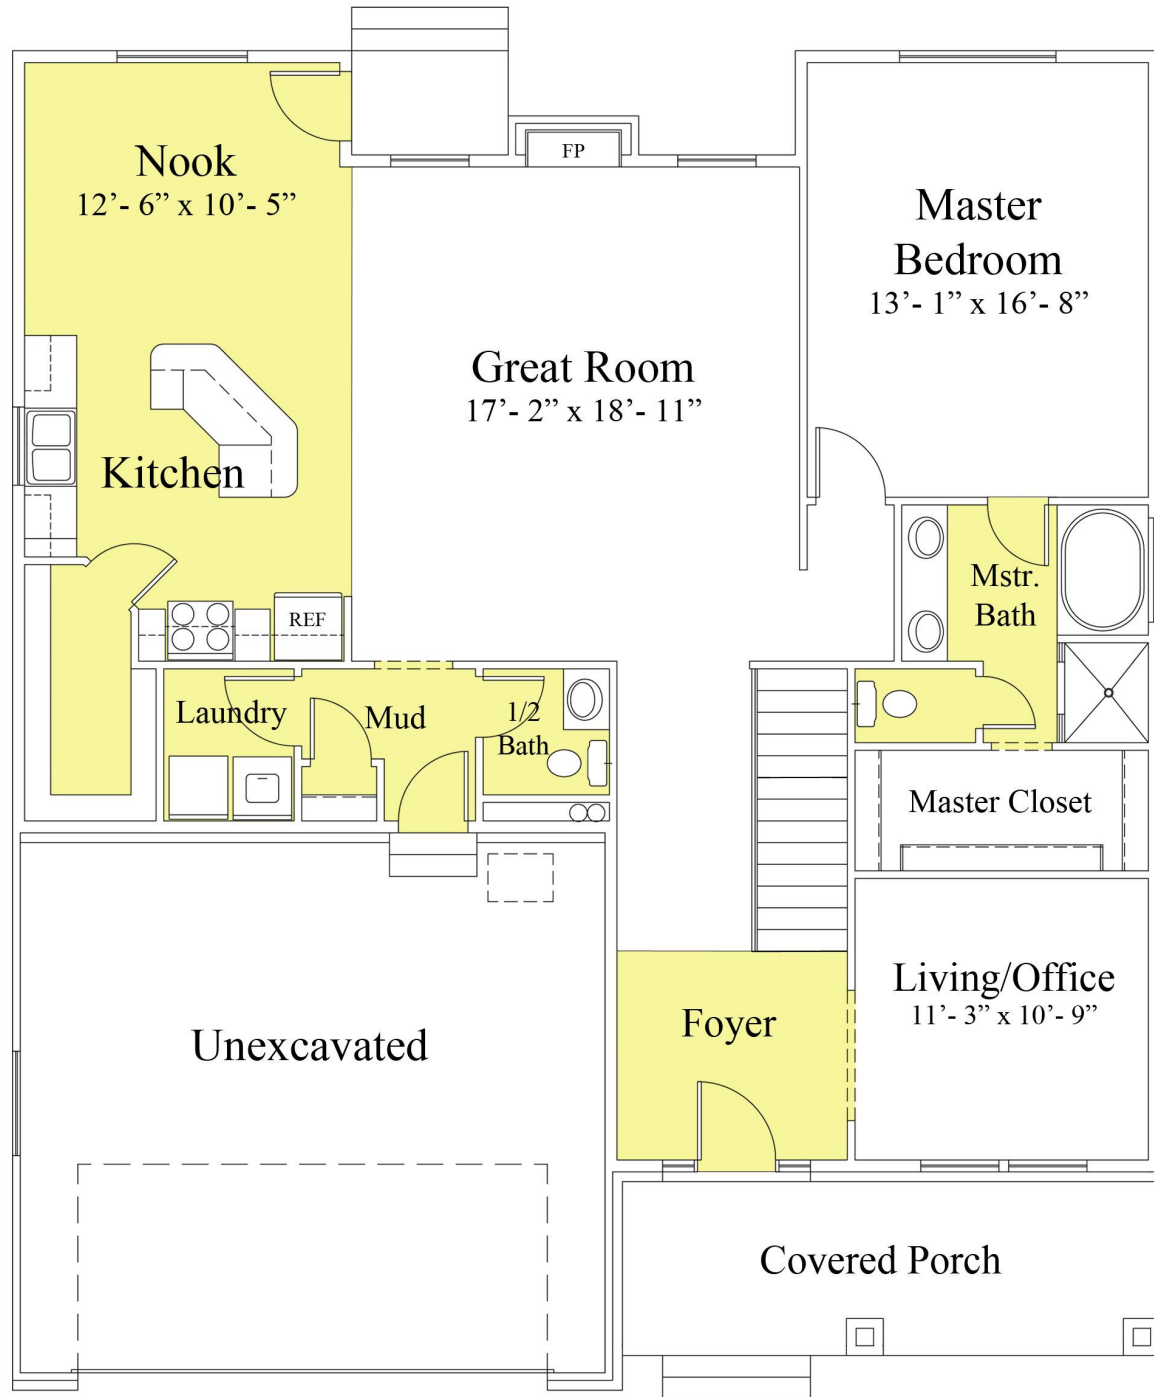 FP
Nook
12’- 6” x 10’- 5”
Master
Bedroom
13’- 1” x 16’- 8”
Great Room
17’- 2” x 18’- 11”
Kitchen
REF
Mstr.
Bath
Laundry
Mud
1/2
Bath
Master Closet
Living/Office
11’- 3” x 10’- 9”
Foyer
Unexcavated
Covered Porch